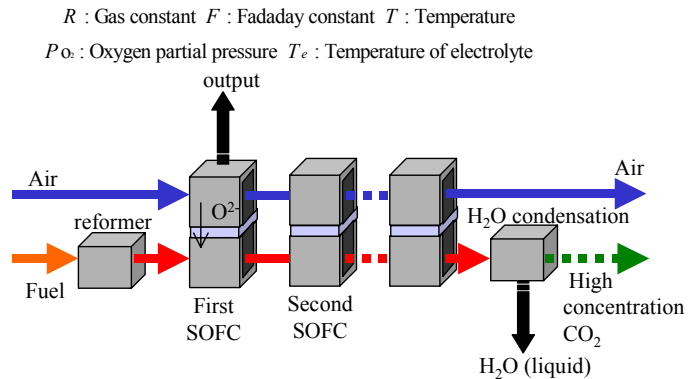 R : Gas constant F : Fadaday constant T : Temperature
P O₂ : Oxygen partial pressure T e : Temperature of electrolyte
output
Air
Air
O²⁻
reformer
H₂O condensation
Fuel
First
SOFC
Second
SOFC
High
concentration
CO₂
H₂O (liquid)